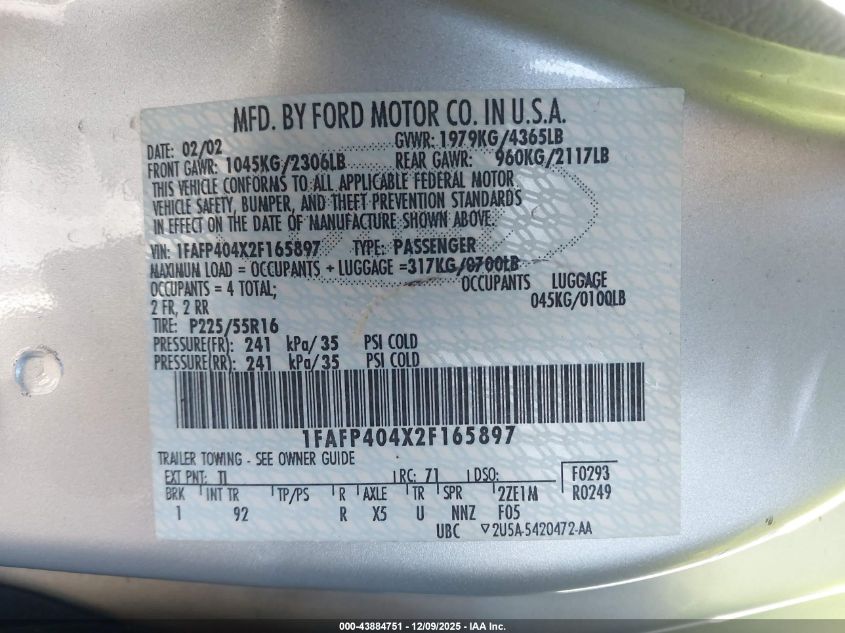 MFD. BY FORD MOTOR CO. IN U.S.A.
DATE: 02/02 GVWR: 1979KG/4365LB
FRONT GAWR: 1045KG/2306LB REAR GAWR: 960KG/2117LB
THIS VEHICLE CONFORMS TO ALL APPLICABLE FEDERAL MOTOR
VEHICLE SAFETY, BUMPER, AND THEFT PREVENTION STANDARDS
IN EFFECT ON THE DATE OF MANUFACTURE SHOWN ABOVE.
VIN: 1FAFP404X2F165897 TYPE: PASSENGER
MAXIMUM LOAD = OCCUPANTS + LUGGAGE =317KG/0700LB
OCCUPANTS = 4 TOTAL; OCCUPANTS LUGGAGE
2 FR, 2 RR 045KG/0100LB
TIRE: P225/55R16
PRESSURE(FR): 241 kPa/35 PSI COLD
PRESSURE(RR): 241 kPa/35 PSI COLD
1FAFP404X2F165897
TRAILER TOWING - SEE OWNER GUIDE
EXT PNT: TI RC: 71 DSO: F0293
BRK INT TR TP/PS R AXLE TR SPR 2ZE1M R0249
1 92 R X5 U NNZ F05
UBC ▽2U5A-5420472-AA
000-43884751 | 12/09/2025 - IAA Inc.